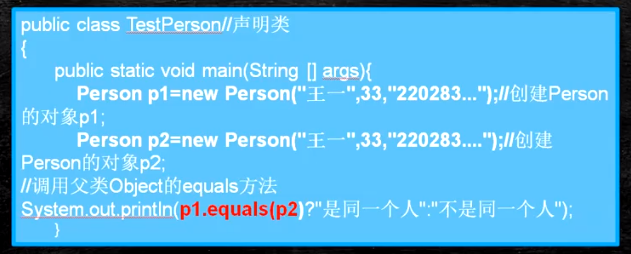 public class TestPerson//声明类
{
public static void main(String [] args){
Person p1=new Person("王一",33,"220283...");//创建Person
的对象p1;
Person p2=new Person("王一",33,"220283....");//创建
Person的对象p2;
//调用父类Object的equals方法
System.out.println(p1.equals(p2)?"是同一个人":"不是同一个人");
}